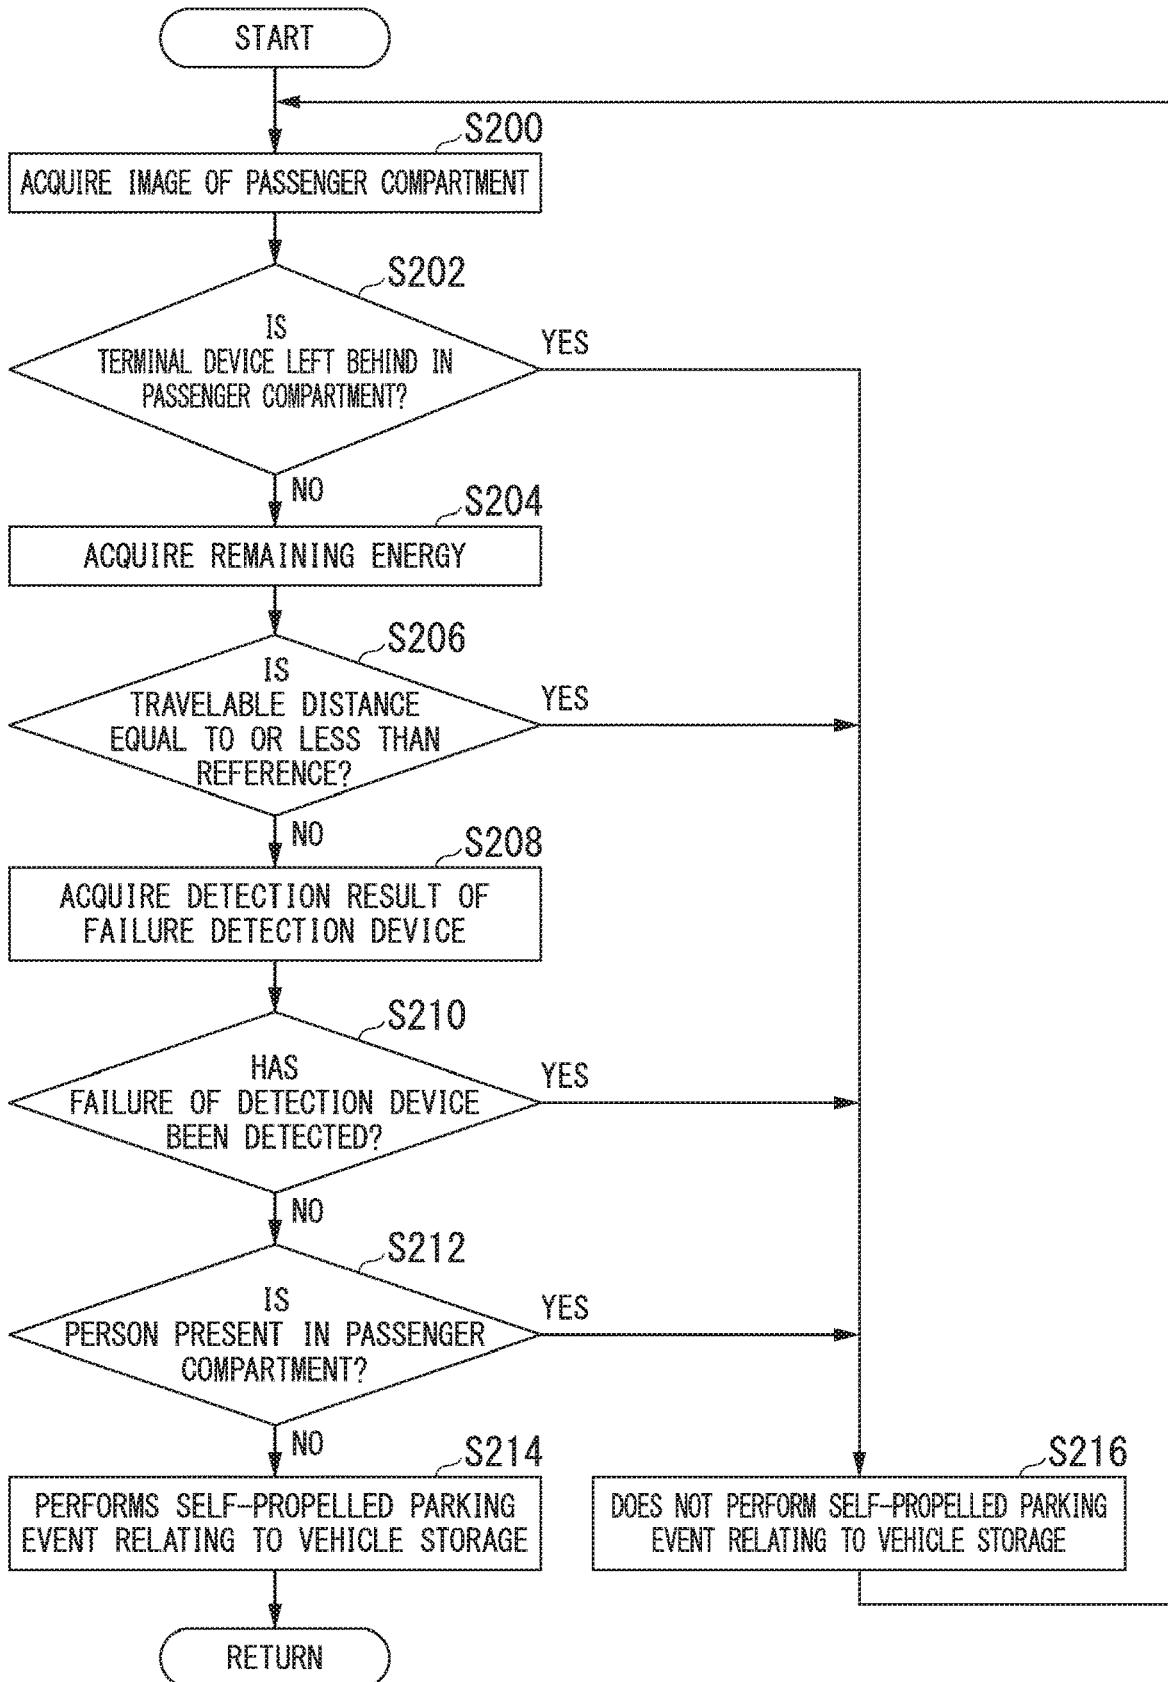 START
S200
ACQUIRE IMAGE OF PASSENGER COMPARTMENT
S202
IS
TERMINAL DEVICE LEFT BEHIND IN
PASSENGER COMPARTMENT?
YES
NO
S204
ACQUIRE REMAINING ENERGY
S206
IS
TRAVELABLE DISTANCE
EQUAL TO OR LESS THAN
REFERENCE?
YES
NO
S208
ACQUIRE DETECTION RESULT OF
FAILURE DETECTION DEVICE
S210
HAS
FAILURE OF DETECTION DEVICE
BEEN DETECTED?
YES
NO
S212
IS
PERSON PRESENT IN PASSENGER
COMPARTMENT?
YES
NO
S214
PERFORMS SELF-PROPELLED PARKING
EVENT RELATING TO VEHICLE STORAGE
S216
DOES NOT PERFORM SELF-PROPELLED PARKING
EVENT RELATING TO VEHICLE STORAGE
RETURN